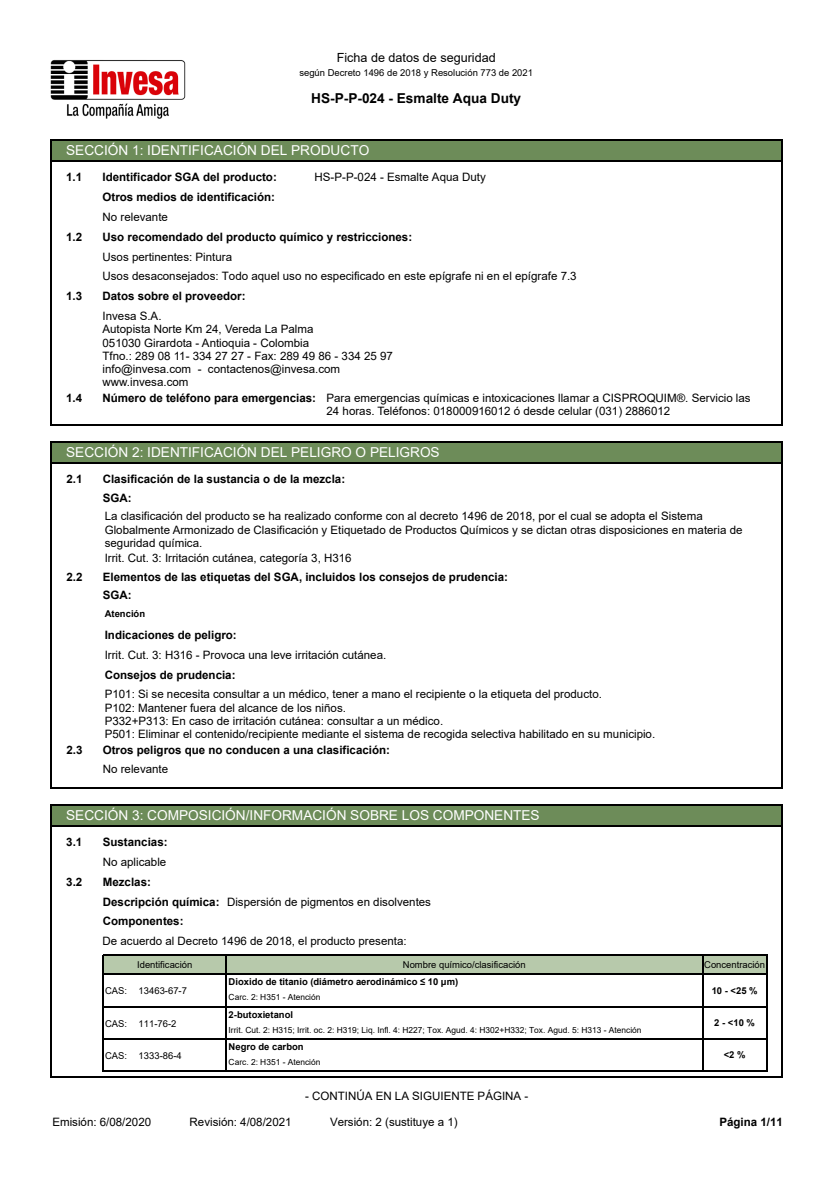 Invesa
La Compañía Amiga
Ficha de datos de seguridad
según Decreto 1496 de 2018 y Resolución 773 de 2021
HS-P-P-024 - Esmalte Aqua Duty
SECCIÓN 1: IDENTIFICACIÓN DEL PRODUCTO
1.1 Identificador SGA del producto: HS-P-P-024 - Esmalte Aqua Duty
Otros medios de identificación:
No relevante
1.2 Uso recomendado del producto químico y restricciones:
Usos pertinentes: Pintura
Usos desaconsejados: Todo aquel uso no especificado en este epígrafe ni en el epígrafe 7.3
1.3 Datos sobre el proveedor:
Invesa S.A.
Autopista Norte Km 24, Vereda La Palma
051030 Girardota - Antioquia - Colombia
Tfno.: 289 08 11- 334 27 27 - Fax: 289 49 86 - 334 25 97
info@invesa.com - contactenos@invesa.com
www.invesa.com
1.4 Número de teléfono para emergencias: Para emergencias químicas e intoxicaciones llamar a CISPROQUIM®. Servicio las
24 horas. Teléfonos: 018000916012 ó desde celular (031) 2886012
SECCIÓN 2: IDENTIFICACIÓN DEL PELIGRO O PELIGROS
2.1 Clasificación de la sustancia o de la mezcla:
SGA:
La clasificación del producto se ha realizado conforme con al decreto 1496 de 2018, por el cual se adopta el Sistema
Globalmente Armonizado de Clasificación y Etiquetado de Productos Químicos y se dictan otras disposiciones en materia de
seguridad química.
Irrit. Cut. 3: Irritación cutánea, categoría 3, H316
2.2 Elementos de las etiquetas del SGA, incluidos los consejos de prudencia:
SGA:
Atención
Indicaciones de peligro:
Irrit. Cut. 3: H316 - Provoca una leve irritación cutánea.
Consejos de prudencia:
P101: Si se necesita consultar a un médico, tener a mano el recipiente o la etiqueta del producto.
P102: Mantener fuera del alcance de los niños.
P332+P313: En caso de irritación cutánea: consultar a un médico.
P501: Eliminar el contenido/recipiente mediante el sistema de recogida selectiva habilitado en su municipio.
2.3 Otros peligros que no conducen a una clasificación:
No relevante
SECCIÓN 3: COMPOSICIÓN/INFORMACIÓN SOBRE LOS COMPONENTES
3.1 Sustancias:
No aplicable
3.2 Mezclas:
Descripción química: Dispersión de pigmentos en disolventes
Componentes:
De acuerdo al Decreto 1496 de 2018, el producto presenta:
Identificación Nombre químico/clasificación Concentración
CAS: 13463-67-7 Dioxido de titanio (diámetro aerodinámico ≤ 10 μm) 10 - <25 %
Carc. 2: H351 - Atención
CAS: 111-76-2 2-butoxietanol 2 - <10 %
Irrit. Cut. 2: H315; Irrit. oc. 2: H319; Liq. Infl. 4: H227; Tox. Agud. 4: H302+H332; Tox. Agud. 5: H313 - Atención
CAS: 1333-86-4 Negro de carbon <2 %
Carc. 2: H351 - Atención
- CONTINÚA EN LA SIGUIENTE PÁGINA -
Emisión: 6/08/2020 Revisión: 4/08/2021 Versión: 2 (sustituye a 1) Página 1/11